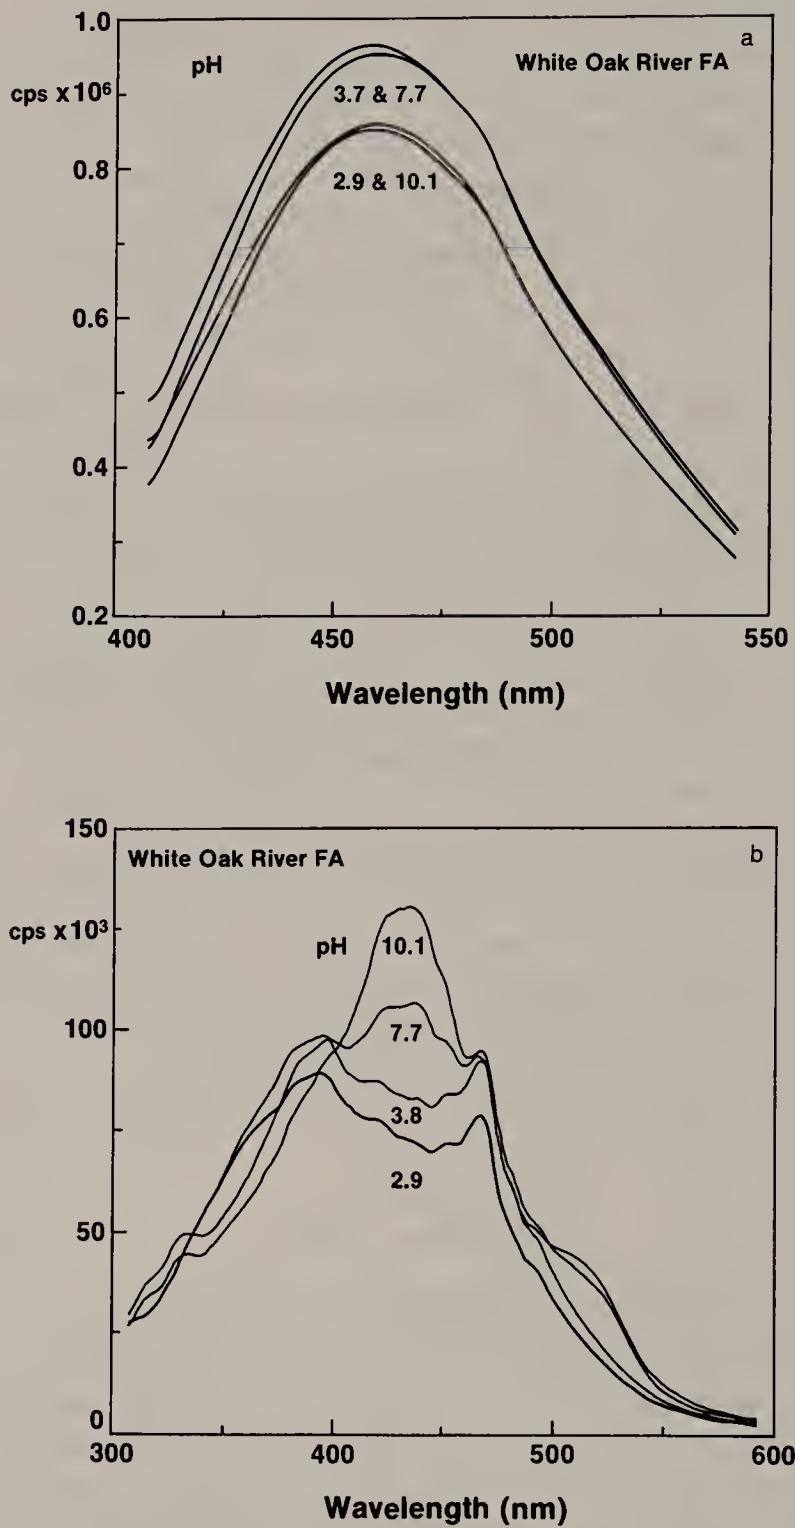 1.0
a
pH
White Oak River FA
cps x10⁶
3.7 & 7.7
0.8
2.9 & 10.1
0.6
0.4
0.2
400
450
500
550
Wavelength (nm)
150
White Oak River FA
b
cps x10³
pH
10.1
100
7.7
3.8
2.9
50
0
300
400
500
600
Wavelength (nm)